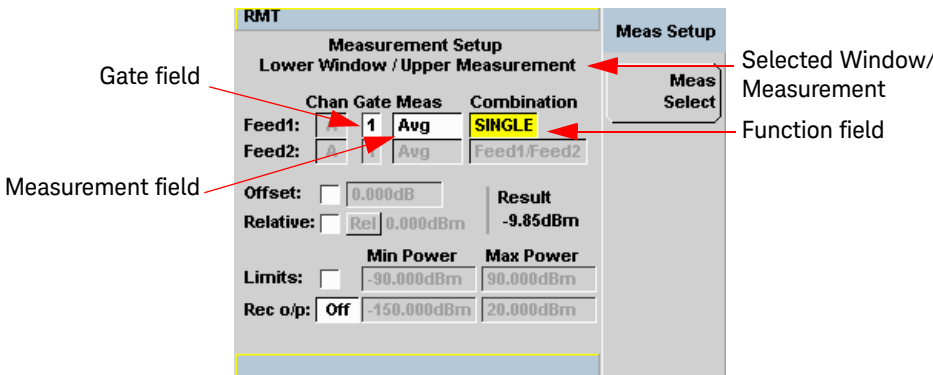 RMT
Meas Setup
Measurement Setup
Lower Window / Upper Measurement
Selected Window/
Measurement
Gate field
Meas
Select
Chan Gate Meas Combination
Feed1: A 1 Avg SINGLE
Function field
Feed2: A 1 Avg Feed1/Feed2
Measurement field
Offset: 0.000dB Result
Relative: Rel 0.000dBm -9.85dBm
Min Power Max Power
Limits: -90.000dBm 90.000dBm
Rec o/p: Off -150.000dBm 20.000dBm